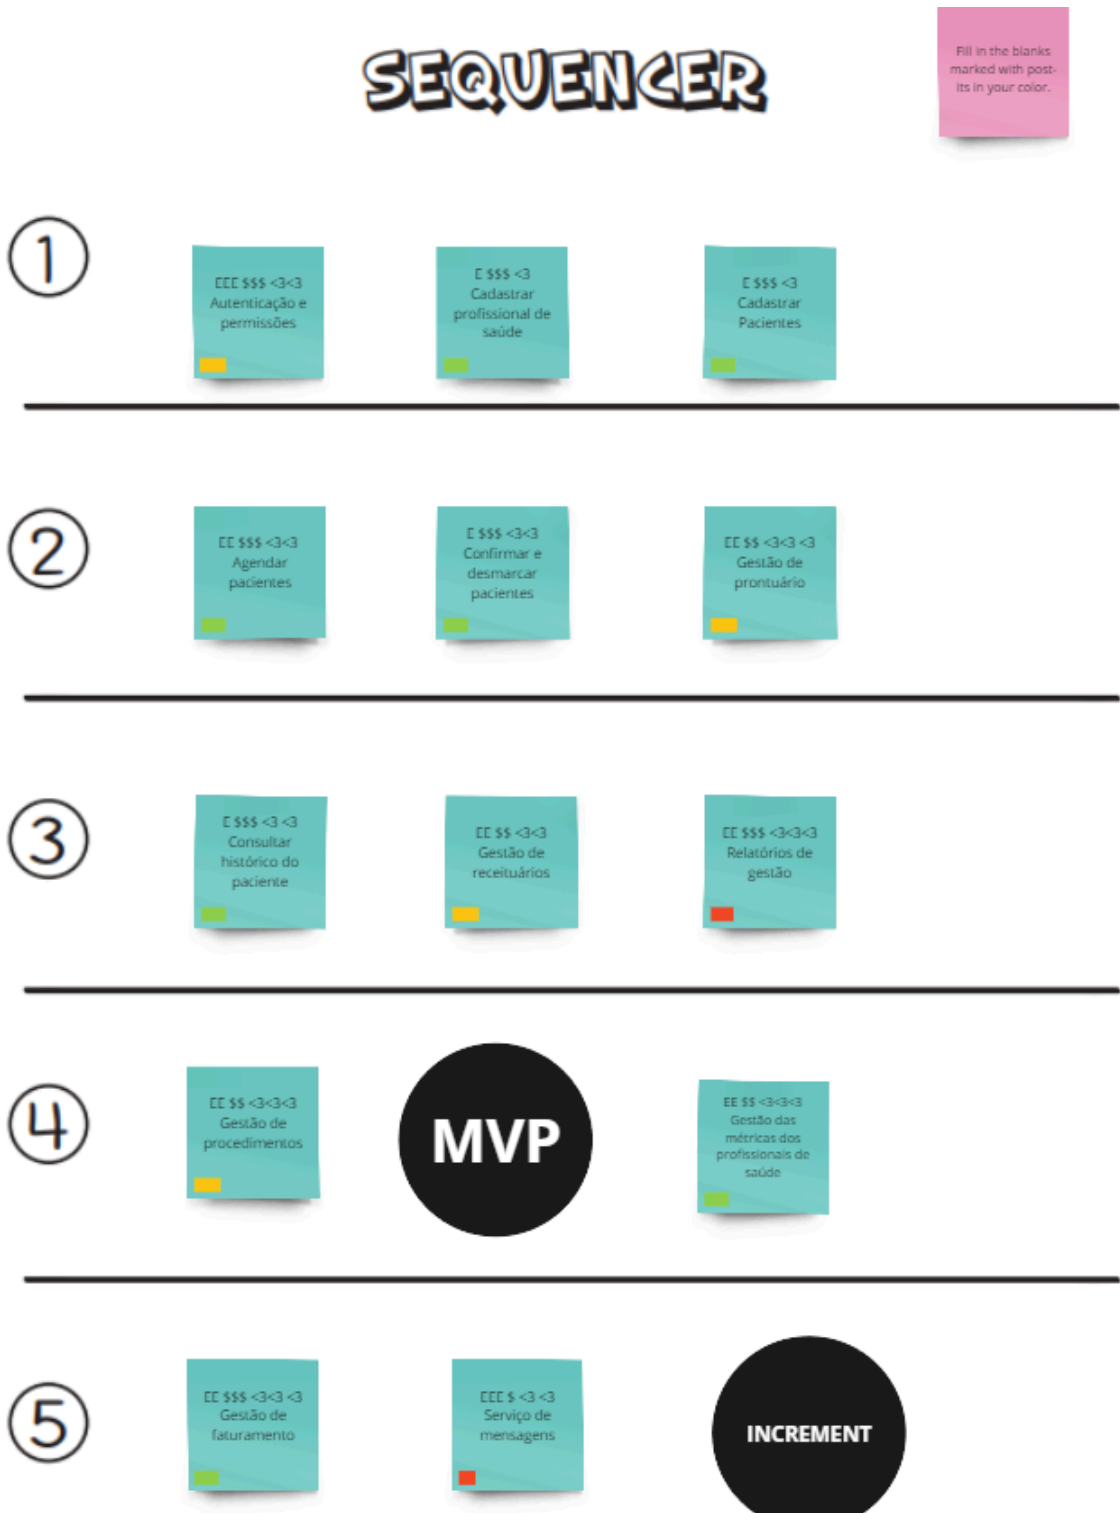 SEQUENCER
Fill in the blanks
marked with post-
its in your color.
1
EEE $$$ <3<3
Autenticação e
permissões
E $$$ <3
Cadastrar
profissional de
saúde
E $$$ <3
Cadastrar
Pacientes
2
EE $$$ <3<3
Agendar
pacientes
E $$$ <3<3
Confirmar e
desmarcar
pacientes
EE $$ <3<3 <3
Gestão de
prontuário
3
E $$$ <3 <3
Consultar
histórico do
paciente
EE $$ <3<3
Gestão de
receituários
EE $$$ <3<3<3
Relatórios de
gestão
4
EE $$ <3<3<3
Gestão de
procedimentos
MVP
EE $$ <3<3<3
Gestão das
métricas dos
profissionais de
saúde
5
EE $$$ <3<3 <3
Gestão de
faturamento
EEE $ <3 <3
Serviço de
mensagens
INCREMENT